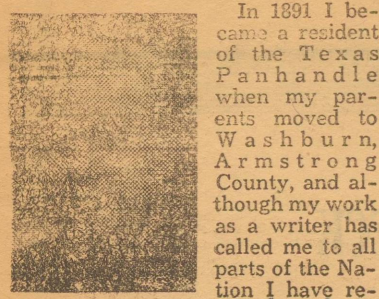 In 1891 I be-
came a resident
of the Texas
Panhandle
when my par-
ents moved to
Washburn,
Armstrong
County, and al-
though my work
as a writer has
called me to all
parts of the Na-
tion I have re-